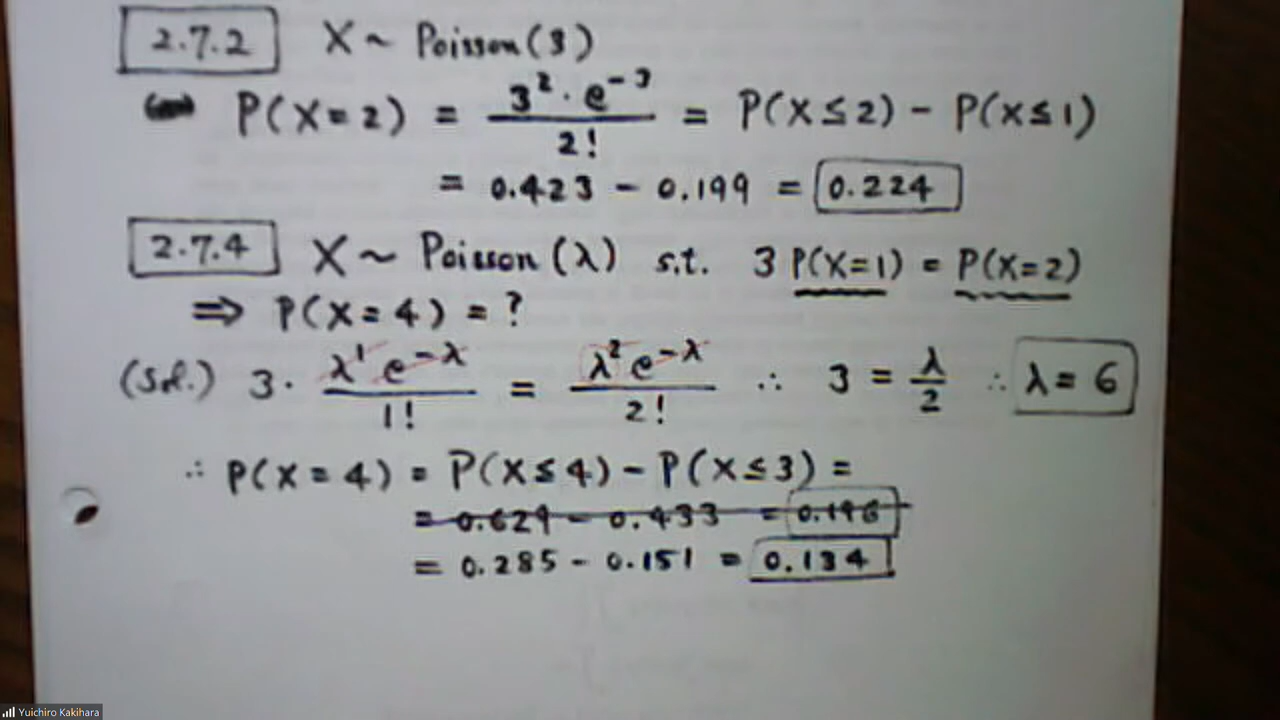 2.7.2 X ~ Poisson(3)
P(X=2) = 3² · e⁻³ / 2! = P(X≤2) - P(X≤1)
= 0.423 - 0.199 = 0.224
2.7.4 X ~ Poisson(λ) s.t. 3 P(X=1) = P(X=2)
⇒ P(X=4) = ?
(Sol.) 3 · λ¹ e^(-λ) / 1! = λ² e^(-λ) / 2! ∴ 3 = λ/2 ∴ λ = 6
∴ P(X=4) = P(X≤4) - P(X≤3) =
= 0.629 - 0.433 = 0.196
= 0.285 - 0.151 = 0.134
Yuichiro Kakihara